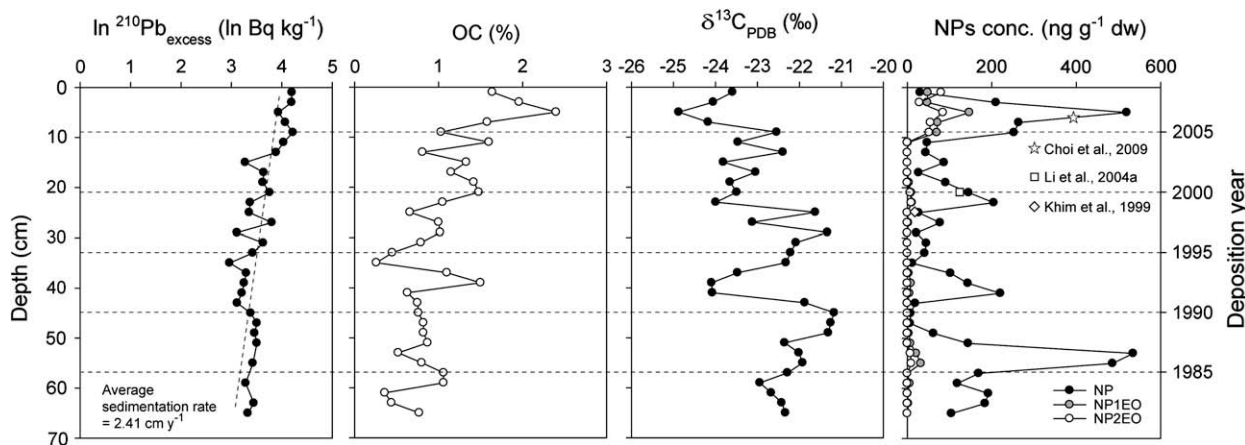 ln ²¹⁰Pb_excess (ln Bq kg⁻¹)
OC (%)
δ¹³C_PDB (‰)
NPs conc. (ng g⁻¹ dw)
0 1 2 3 4 5
0 1 2 3
-26 -25 -24 -23 -22 -21 -20
0 200 400 600
Depth (cm)
0
10
20
30
40
50
60
70
Average
sedimentation rate
= 2.41 cm y⁻¹
2005
2000
1995
1990
1985
Deposition year
Choi et al., 2009
Li et al., 2004a
Khim et al., 1999
NP
NP1EO
NP2EO